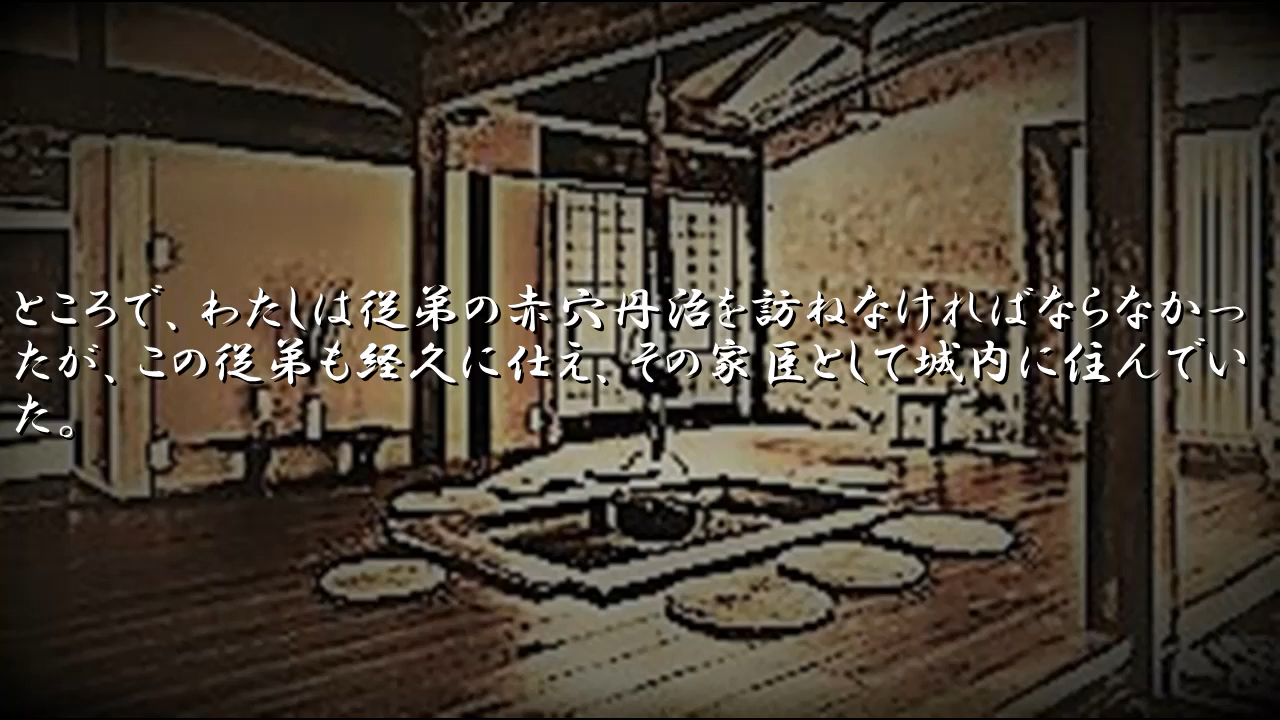 ところで、わたしは従弟の赤穴丹治を訪ねなければならなかっ
たが、この従弟も経久に仕え、その家臣として城内に住んでい
た。